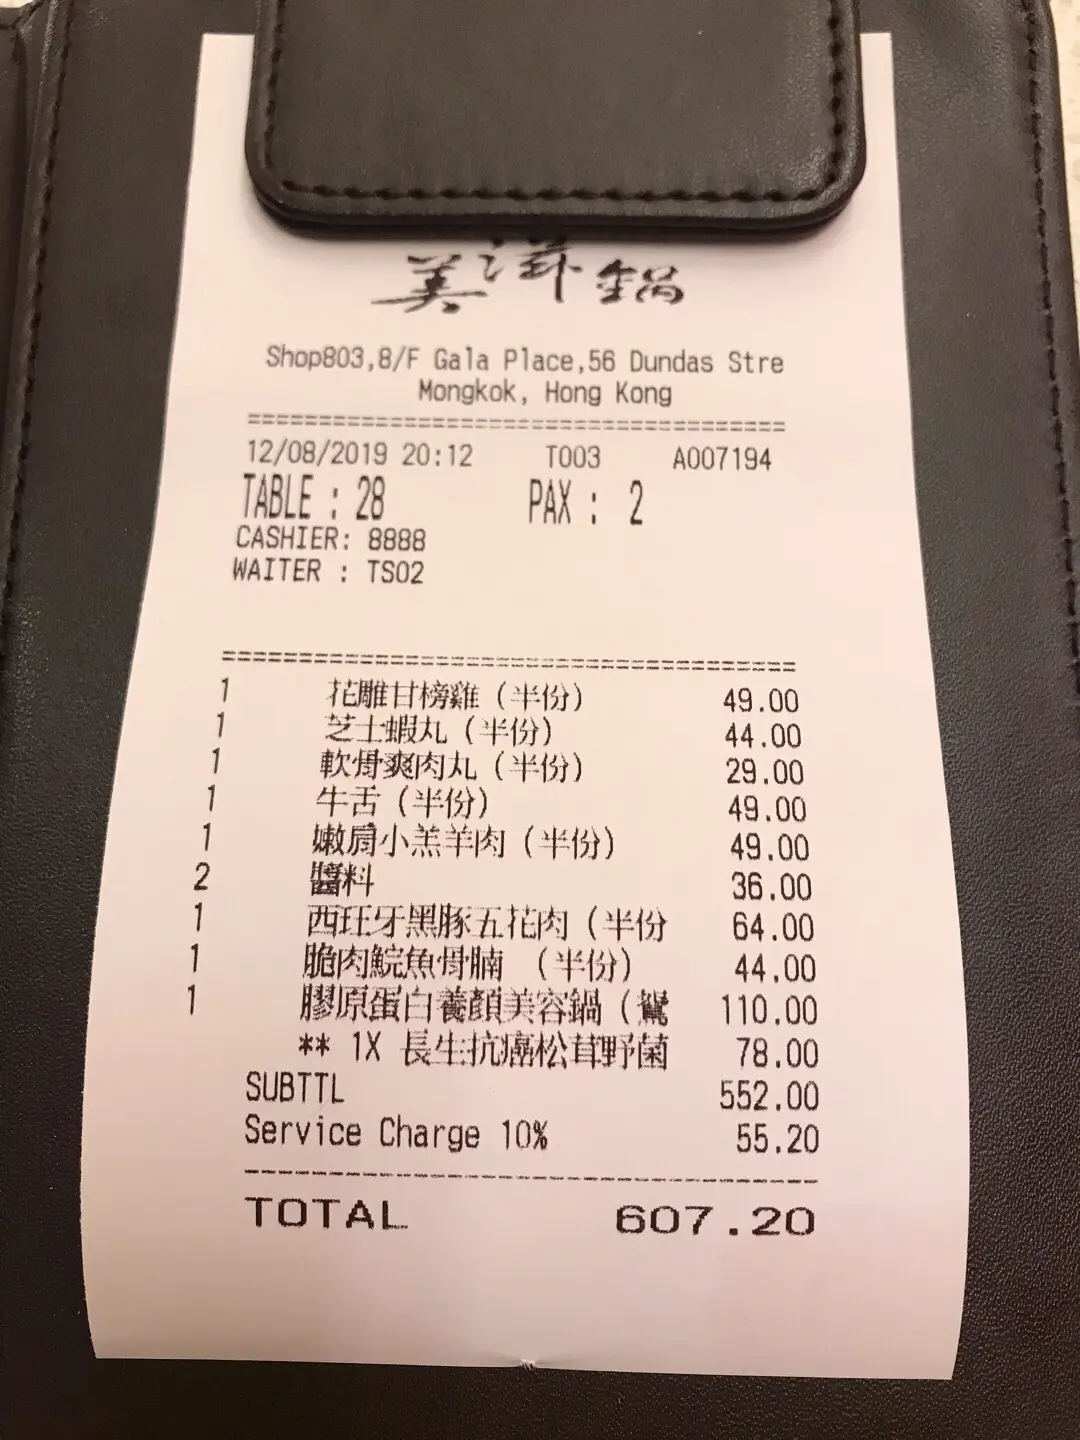 美滋鍋
Shop803,8/F Gala Place,56 Dundas Stre
Mongkok, Hong Kong
12/08/2019 20:12 T003 A007194
TABLE : 28 PAX : 2
CASHIER: 8888
WAITER : TS02
1 花雕甘榜雞 (半份) 49.00
1 芝士蝦丸 (半份) 44.00
1 軟骨爽肉丸 (半份) 29.00
1 牛舌 (半份) 49.00
1 嫩肩小羔羊肉 (半份) 49.00
2 醬料 36.00
1 西班牙黑豚五花肉 (半份 64.00
1 脆肉鯇魚骨腩 (半份) 44.00
1 膠原蛋白養顏美容鍋 (鴛 110.00
** 1X 長生抗癌松茸野菌 78.00
SUBTTL 552.00
Service Charge 10% 55.20
TOTAL 607.20